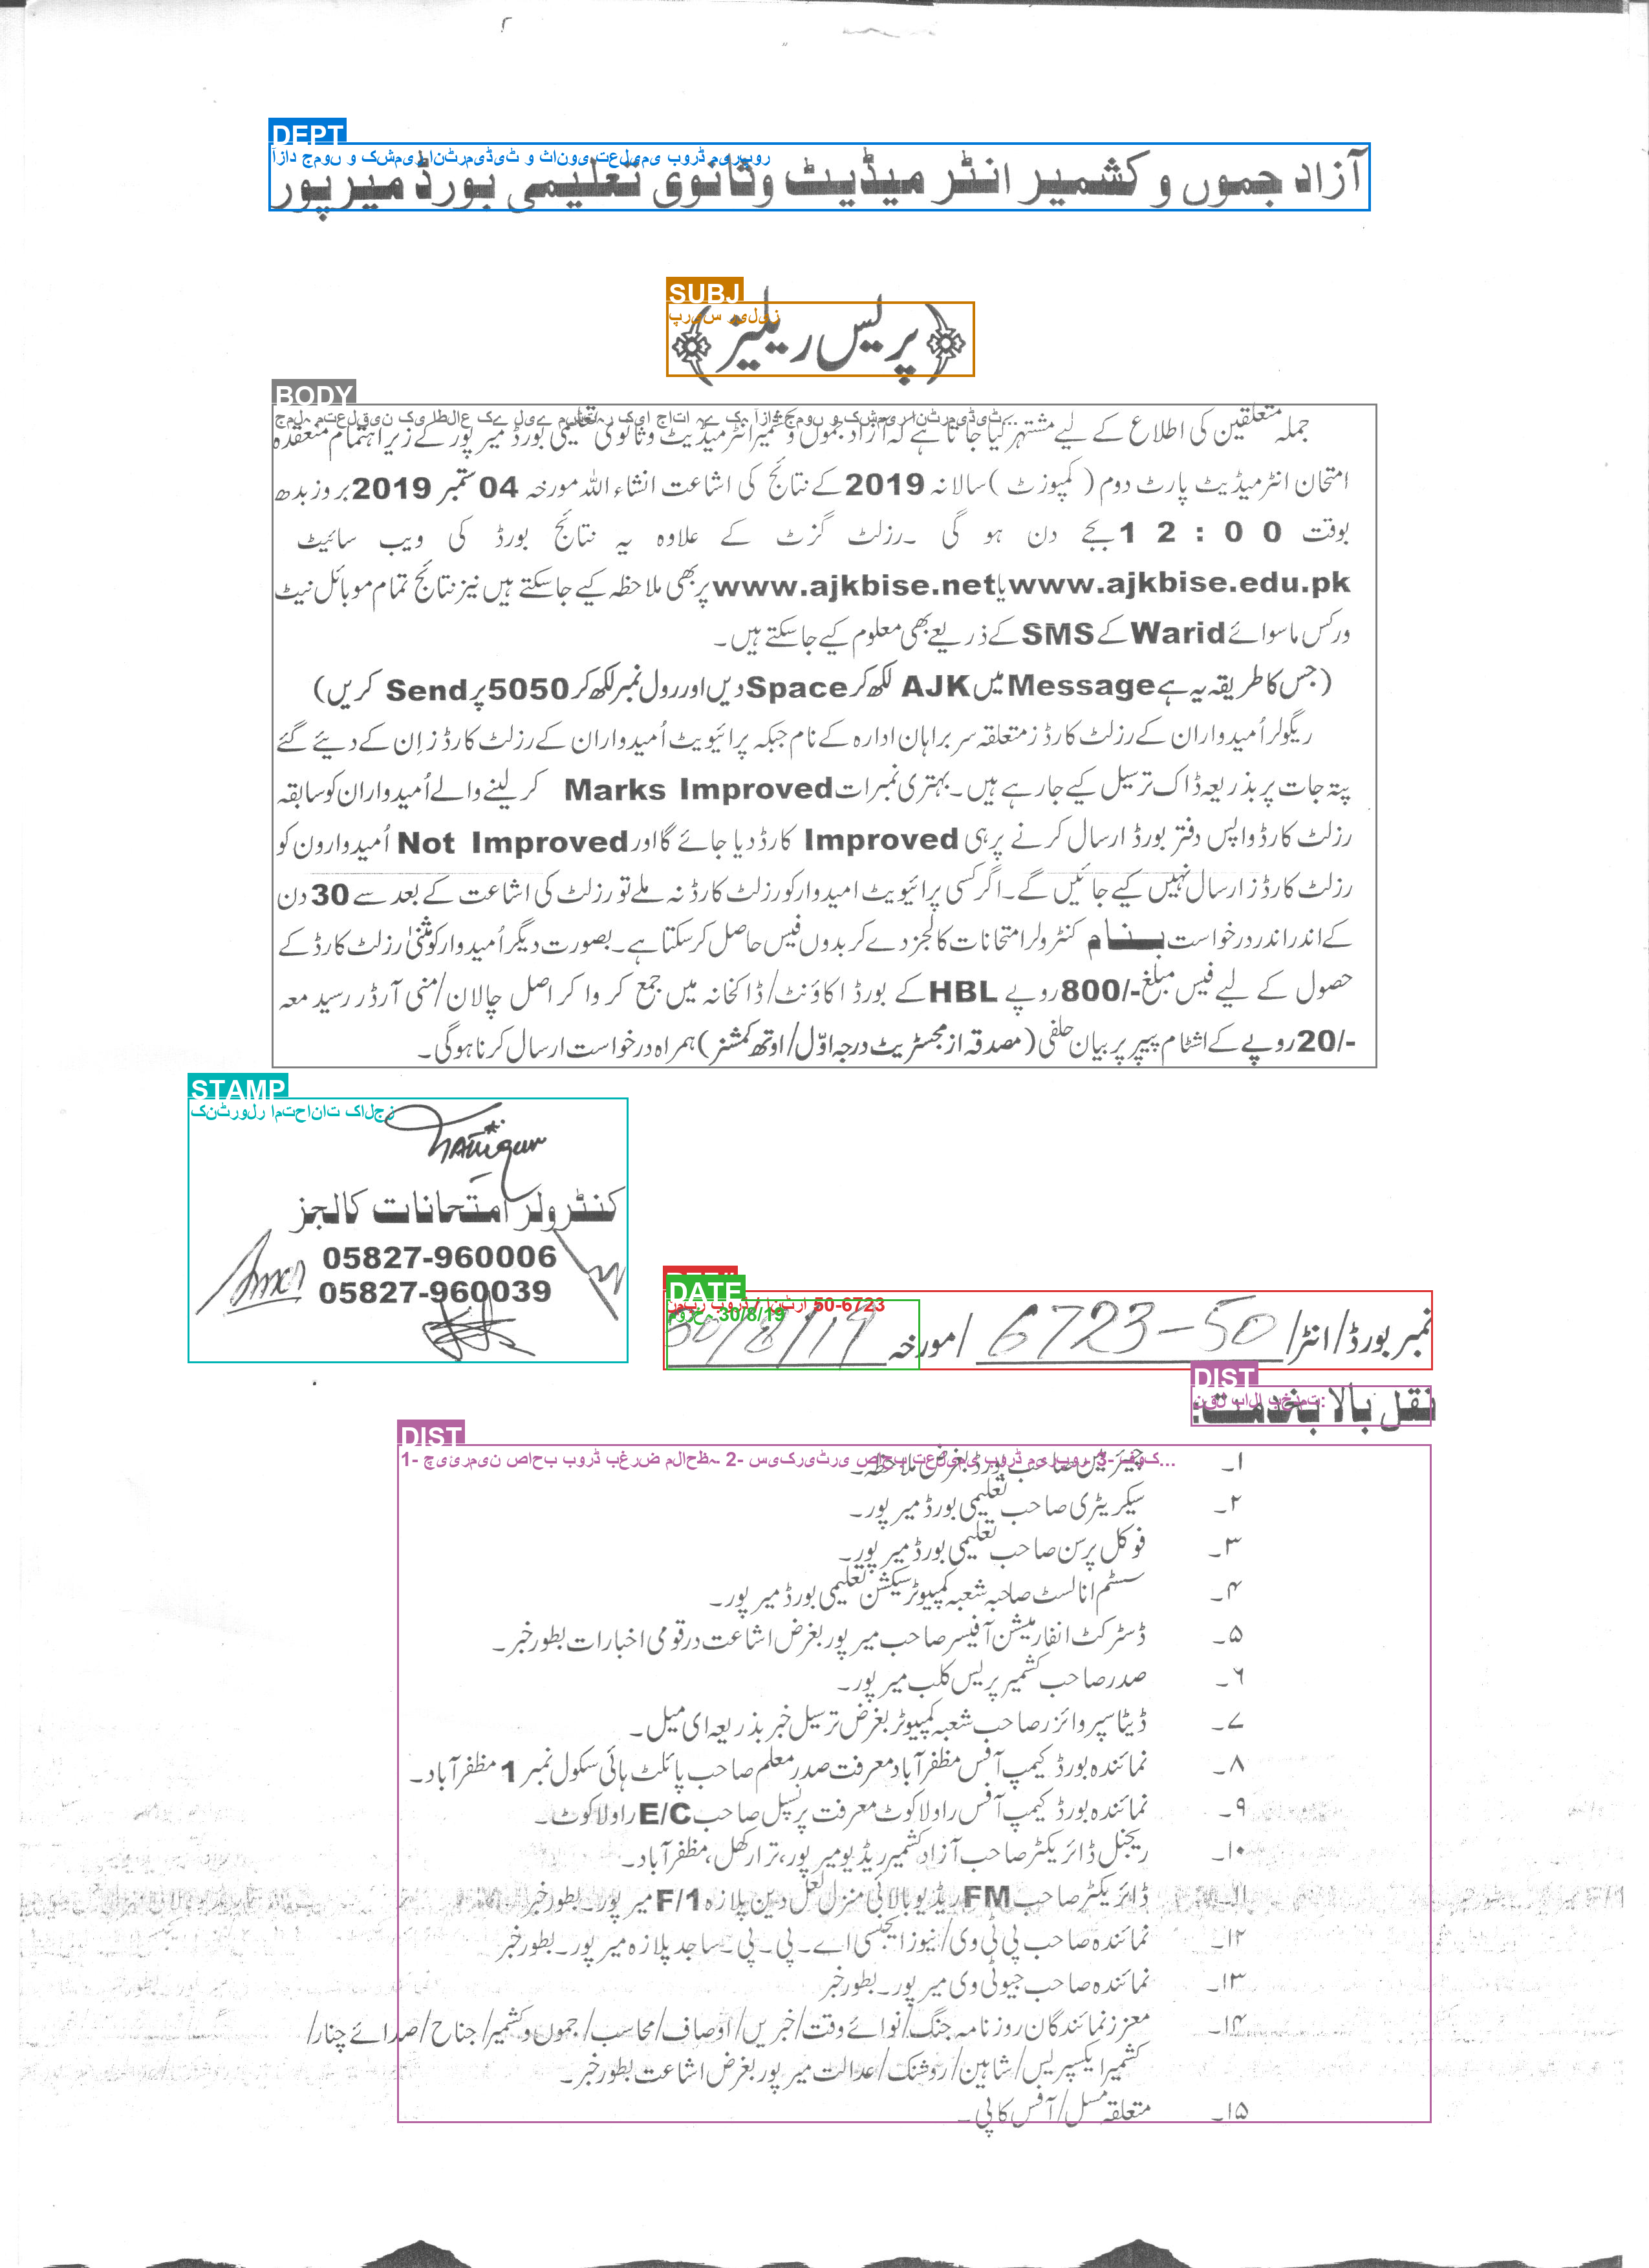 آزاد جموں و کشمیر انٹرمیڈیٹ وثانوی تعلیمی بورڈ میرپور
پریس ریلیز
جملہ متعلقین کی اطلاع کے لیے مشتہر کیا جاتا ہے کہ آزاد جموں و کشمیر انٹرمیڈیٹ وثانوی تعلیمی بورڈ میرپور کے زیر اہتمام منعقدہ
امتحان انٹرمیڈیٹ پارٹ دوم (کمپوزٹ) سالانہ 2019 کے نتائج کی اشاعت انشاء اللہ مورخہ 04 ستمبر 2019 بروز بدھ
بوقت 12:00 بجے دن ہو گی ۔رزلٹ گزٹ کے علاوہ یہ نتائج بورڈ کی ویب سائیٹ
www.ajkbise.edu.pk یا www.ajkbise.net پر بھی ملاحظہ کیے جاسکتے ہیں نیز نتائج تمام موبائل نیٹ
ورکس ماسوائے Warid کے SMS کے ذریعے بھی معلوم کیے جاسکتے ہیں۔
(جس کا طریقہ یہ ہے Message میں AJK لکھ کر Space دیں اور رول نمبر لکھ کر 5050 پر Send کریں)
ریگولر اُمیدواران کے رزلٹ کارڈز متعلقہ سربراہان ادارہ کے نام جبکہ پرائیویٹ اُمیدواران کے رزلٹ کارڈز اِن کے دیئے گئے
پتہ جات پر بذریعہ ڈاک ترسیل کیے جارہے ہیں۔ بہتری نمبرات Marks Improved کر لینے والے اُمیدواران کو سابقہ
رزلٹ کارڈ واپس دفتر بورڈ ارسال کرنے پر ہی Improved کارڈ دیا جائے گا اور Not Improved اُمیدوارون کو
رزلٹ کارڈز ارسال نہیں کیے جائیں گے۔ اگر کسی پرائیویٹ امیدوار کو رزلٹ کارڈ نہ ملے تو رزلٹ کی اشاعت کے بعد سے 30 دن
کے اندر اندر درخواست بنام کنٹرولر امتحانات کالجز دے کر بدوں فیس حاصل کرسکتا ہے۔ بصورت دیگر اُمیدوار کو مثنیٰ رزلٹ کارڈ کے
حصول کے لیے فیس مبلغ -/800 روپے HBL کے بورڈ اکاؤنٹ/ڈاکخانہ میں جمع کروا کر اصل چالان/منی آرڈر رسید معہ
-/20 روپے کے اشٹام پیپر پر بیان حلفی (مصدقہ از مجسٹریٹ درجہ اوّل/اوتھ کمشنر) ہمراہ درخواست ارسال کرنا ہوگی۔
کنٹرولر امتحانات کالجز
05827-960006
05827-960039
نمبر بورڈ/انٹر/ 6723-50 /مورخہ 30/8/19
نقل بالا بخدمت:
۱۔ چیئرمین صاحب بورڈ بغرض ملاحظہ۔
۲۔ سیکریٹری صاحب تعلیمی بورڈ میرپور۔
۳۔ فوکل پرسن صاحب تعلیمی بورڈ میرپور۔
۴۔ سسٹم انالسٹ صاحبہ شعبہ کمپیوٹر سیکشن تعلیمی بورڈ میرپور۔
۵۔ ڈسٹرکٹ انفارمیشن آفیسر صاحب میرپور بغرض اشاعت در قومی اخبارات بطور خبر۔
۶۔ صدر صاحب کشمیر پریس کلب میرپور۔
۷۔ ڈیٹا سپروائزر صاحب شعبہ کمپیوٹر بغرض ترسیل خبر بذریعہ ای میل۔
۸۔ نمائندہ بورڈ کیمپ آفس مظفرآباد معرفت صدر معلم صاحب پائلٹ ہائی سکول نمبر 1 مظفرآباد۔
۹۔ نمائندہ بورڈ کیمپ آفس راولاکوٹ معرفت پرنسپل صاحب E/C راولاکوٹ۔
۱۰۔ ریجنل ڈائریکٹر صاحب آزاد کشمیر ریڈیو میرپور، تراڑکھل، مظفرآباد۔
۱۱۔ ڈائریکٹر صاحب FM ریڈیو بالائی منزل لعل دین پلازہ F/1 میرپور۔ بطور خبر
۱۲۔ نمائندہ صاحب پی ٹی وی/نیوز ایجنسی اے۔پی۔پی۔ساجد پلازہ میرپور۔ بطور خبر
۱۳۔ نمائندہ صاحب جیو ٹی وی میرپور۔ بطور خبر
۱۴۔ معزز نمائندگان روزنامہ جنگ/نوائے وقت/خبریں/اوصاف/محاسب/جموں و کشمیر/جناح/صدائے چنار/
کشمیر ایکسپریس/شاہین/روشنک/عدالت میرپور بغرض اشاعت بطور خبر۔
۱۵۔ متعلقہ مسل/آفس کاپی۔
DEPT
SUBJ
BODY
STAMP
DATE
DIST
DIST